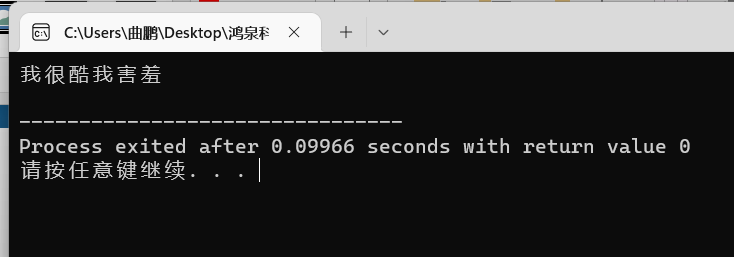 C:\Users\曲鹏\Desktop\鸿泉科
我很酷我害羞
--------------------------------
Process exited after 0.09966 seconds with return value 0
请按任意键继续. . .